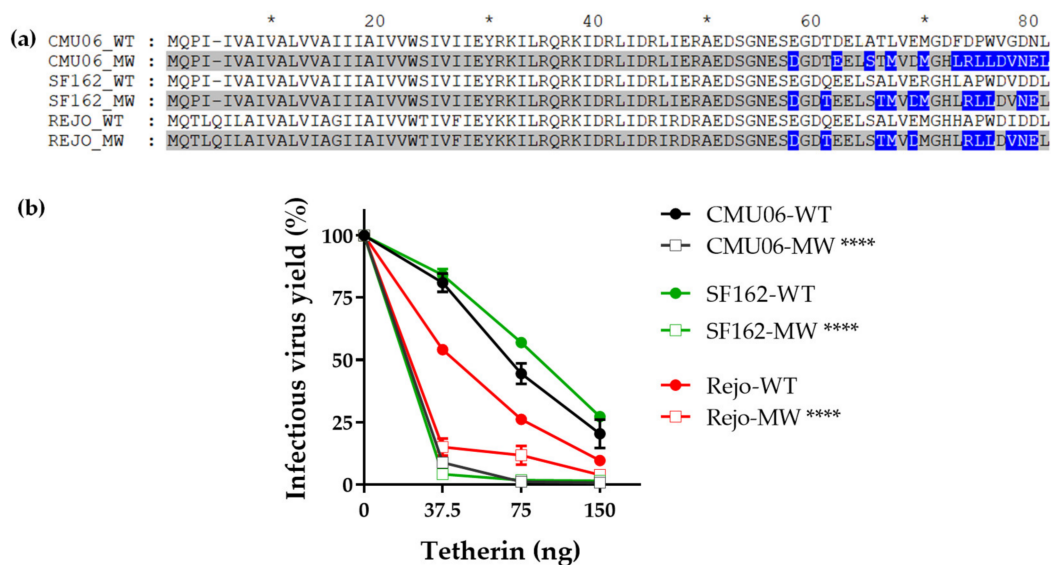 * 20 * 40 * 60 * 80
(a)
CMU06_WT : MQPI-IVAIVALVVAIIIAIVVWSIVIIEYRKILRQRKIDRLIDRLIERAEDSGNESEGDTDELATLVEMGDFDPWVGDNL
CMU06_MW : MQPI-IVAIVALVVAIIIAIVVWSIVIIEYRKILRQRKIDRLIDRLIERAEDSGNESDGDTEELSTMVEMGHLRLLDVNEL
SF162_WT : MQPI-IVAIVALVVAIIIAIVVWSIVIIEYRKILRQRKIDRLIDRLIERAEDSGNESEGDQEELSALVERGHLAPWDVDDL
SF162_MW : MQPI-IVAIVALVVAIIIAIVVWSIVIIEYRKILRQRKIDRLIDRLIERAEDSGNESDGDTEELSTMVDMGHLRLLDVNEL
REJO_WT : MQTLQILAIVALVIAGIIAIVVWTIVFIEYKKILRQRKIDRLIDRIRDRAEDSGNESEGDQEELSALVEMGHHAPWDIDDL
REJO_MW : MQTLQILAIVALVIAGIIAIVVWTIVFIEYKKILRQRKIDRLIDRIRDRAEDSGNESDGDTEELSTMVDMGHLRLLDVNEL
(b)
Infectious virus yield (%)
100
75
50
25
0
0 37.5 75 150
Tetherin (ng)
CMU06-WT
CMU06-MW ****
SF162-WT
SF162-MW ****
Rejo-WT
Rejo-MW ****